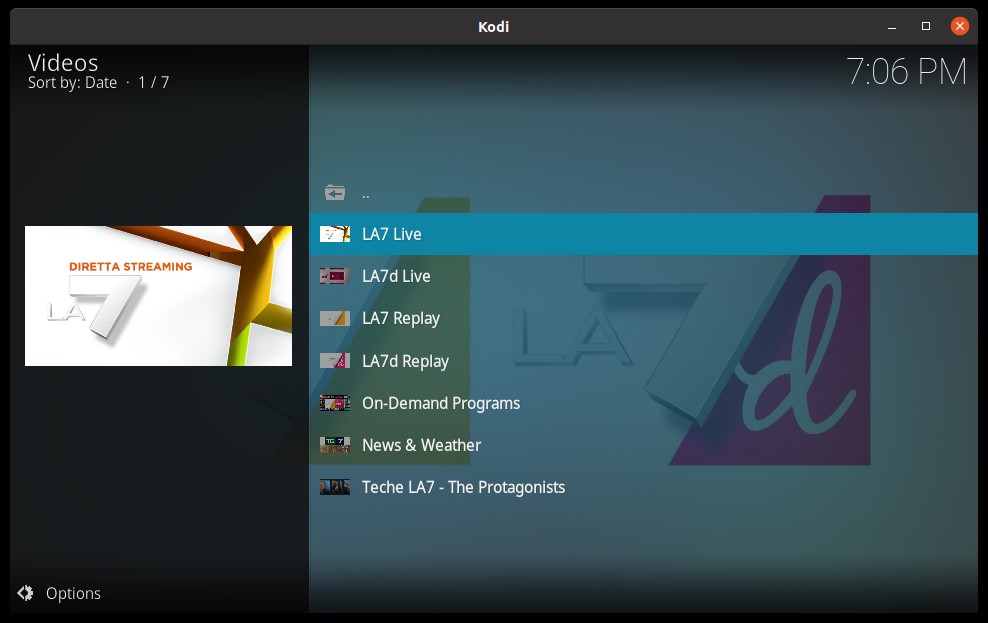 Kodi
Videos
Sort by: Date · 1 / 7
7:06 PM
..
LA7 Live
LA7d Live
LA7 Replay
LA7d Replay
On-Demand Programs
News & Weather
Teche LA7 - The Protagonists
DIRETTA STREAMING
LA7
LA7d
Options